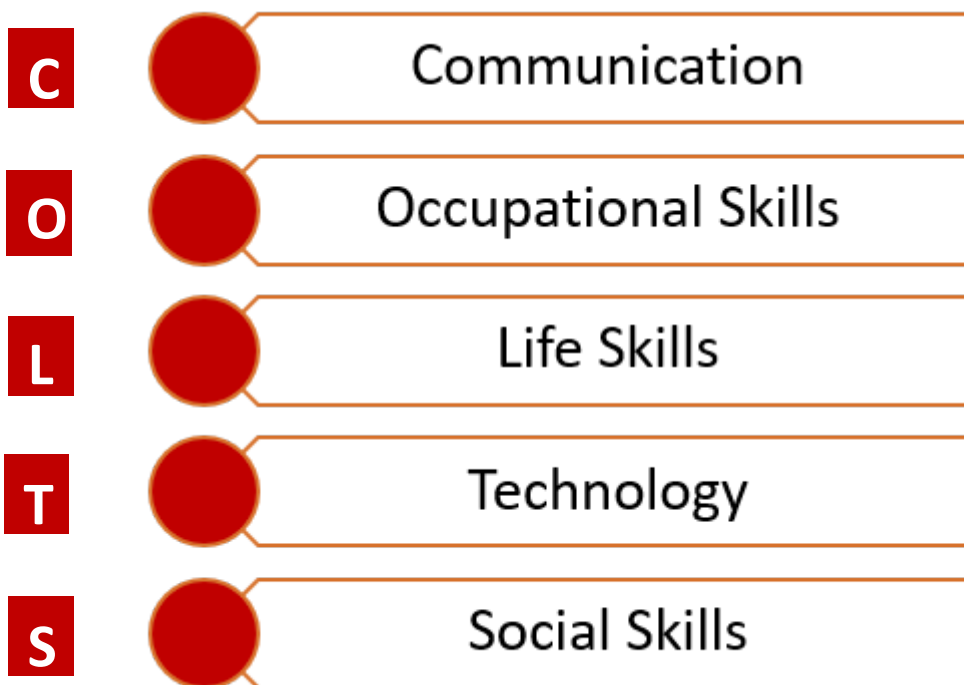 C Communication
O Occupational Skills
L Life Skills
T Technology
S Social Skills